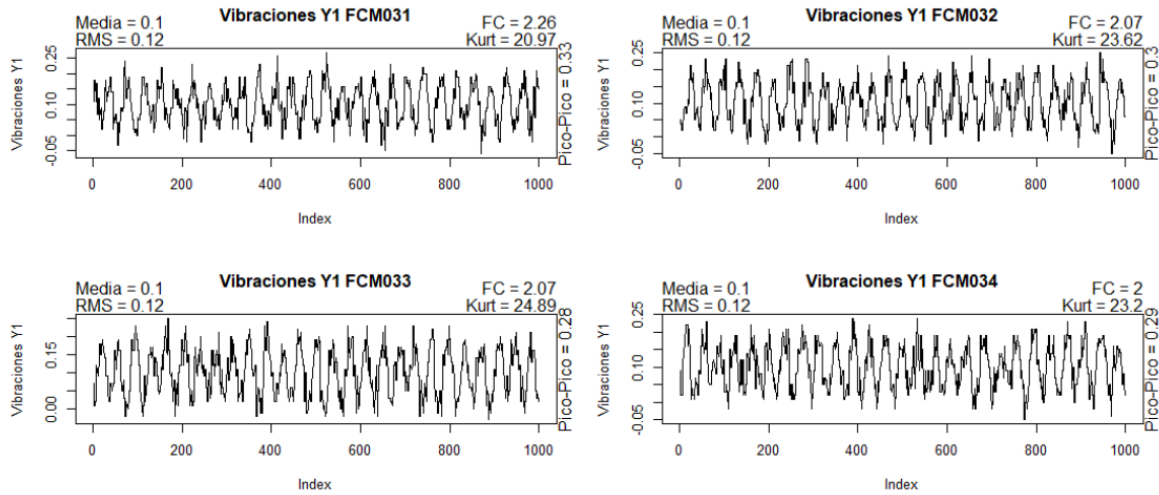 Vibraciones Y1 FCM031
Media = 0.1
RMS = 0.12
FC = 2.26
Kurt = 20.97
Pico-Pico = 0.33
Vibraciones Y1
0.25
0.10
-0.05
0 200 400 600 800 1000
Index
Vibraciones Y1 FCM032
Media = 0.1
RMS = 0.12
FC = 2.07
Kurt = 23.62
Pico-Pico = 0.3
Vibraciones Y1
0.25
0.10
-0.05
0 200 400 600 800 1000
Index
Vibraciones Y1 FCM033
Media = 0.1
RMS = 0.12
FC = 2.07
Kurt = 24.89
Pico-Pico = 0.28
Vibraciones Y1
0.15
0.00
0 200 400 600 800 1000
Index
Vibraciones Y1 FCM034
Media = 0.1
RMS = 0.12
FC = 2
Kurt = 23.2
Pico-Pico = 0.29
Vibraciones Y1
0.25
0.10
-0.05
0 200 400 600 800 1000
Index